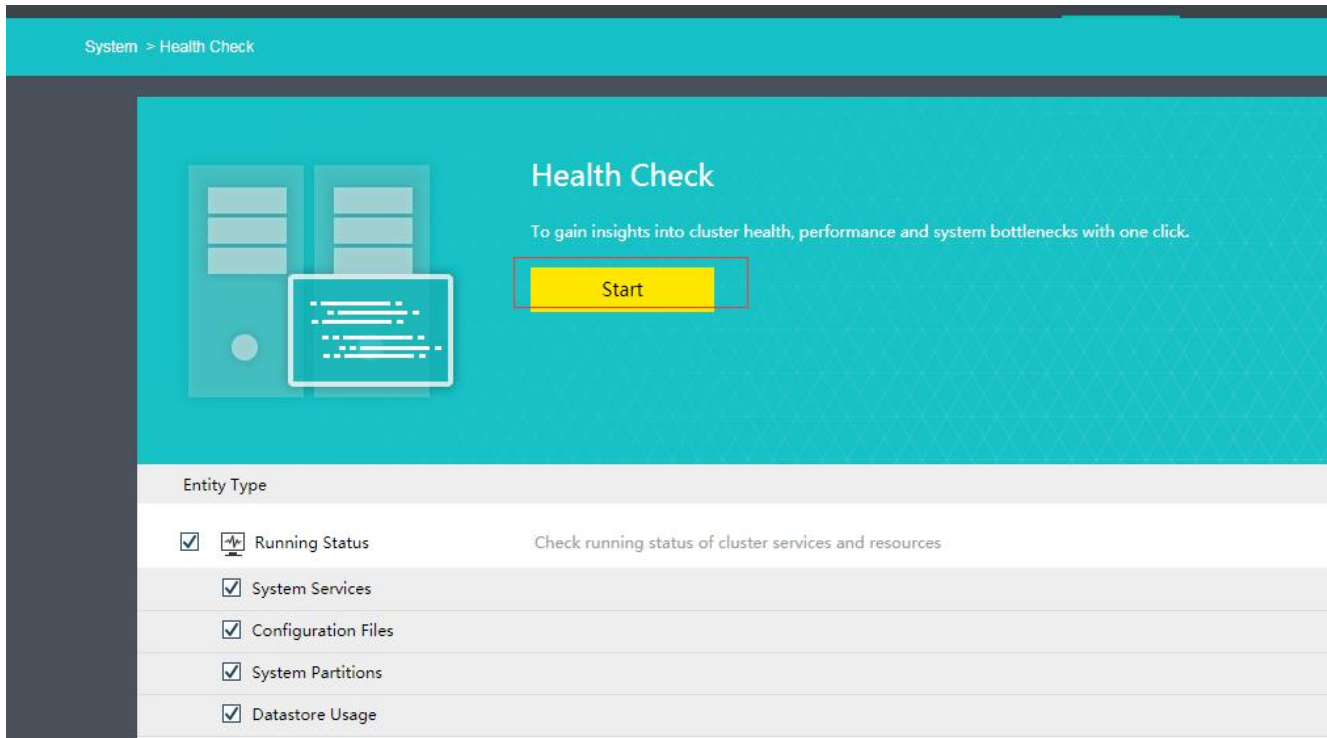 System > Health Check
Health Check
To gain insights into cluster health, performance and system bottlenecks with one click.
Start
Entity Type
Running Status Check running status of cluster services and resources
System Services
Configuration Files
System Partitions
Datastore Usage